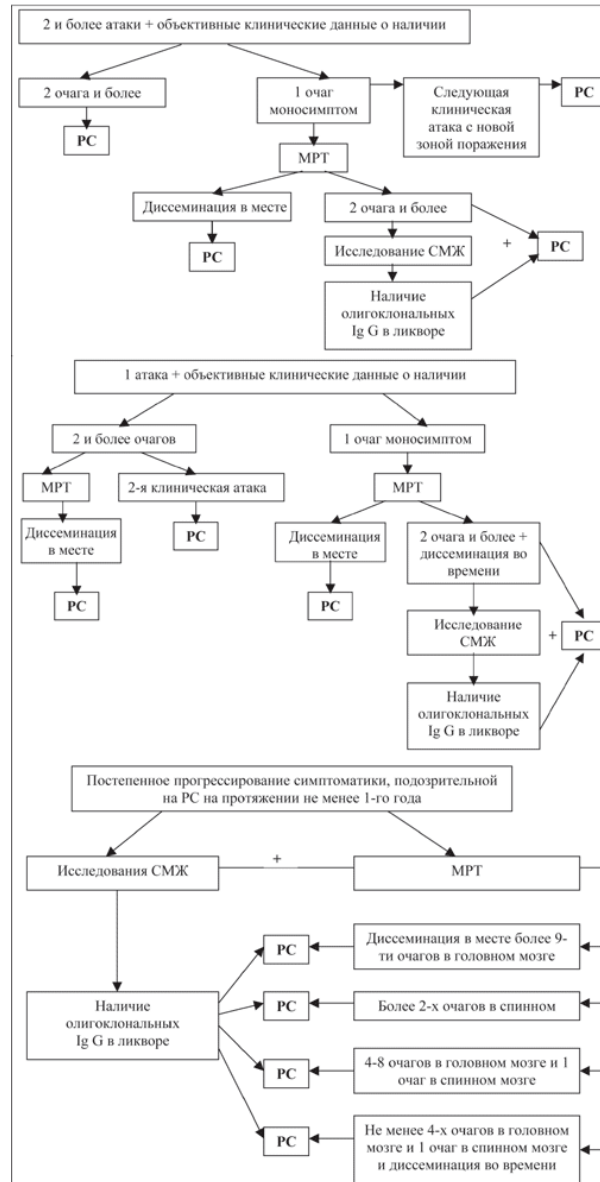 2 и более атаки + объективные клинические данные о наличии
2 очага и более
1 очаг
моносимптом
Следующая
клиническая
атака с новой
зоной поражения
РС
РС
МРТ
Диссеминация в месте
2 очага и более
РС
Исследование СМЖ
+
РС
Наличие
олигоклональных
Ig G в ликворе
1 атака + объективные клинические данные о наличии
2 и более очагов
1 очаг моносимптом
МРТ
2-я клиническая атака
МРТ
Диссеминация
в месте
РС
Диссеминация
в месте
2 очага и более +
диссеминация во
времени
РС
РС
Исследование
СМЖ
+
РС
Наличие
олигоклональных
Ig G в ликворе
Постепенное прогрессирование симптоматики, подозрительной
на РС на протяжении не менее 1-го года
Исследования СМЖ
+
МРТ
РС
Диссеминация в месте более 9-
ти очагов в головном мозге
Наличие
олигоклональных
Ig G в ликворе
РС
Более 2-х очагов в спинном
РС
4-8 очагов в головном мозге и 1
очаг в спинном мозге
РС
Не менее 4-х очагов в головном
мозге и 1 очаг в спинном мозге
и диссеминация во времени